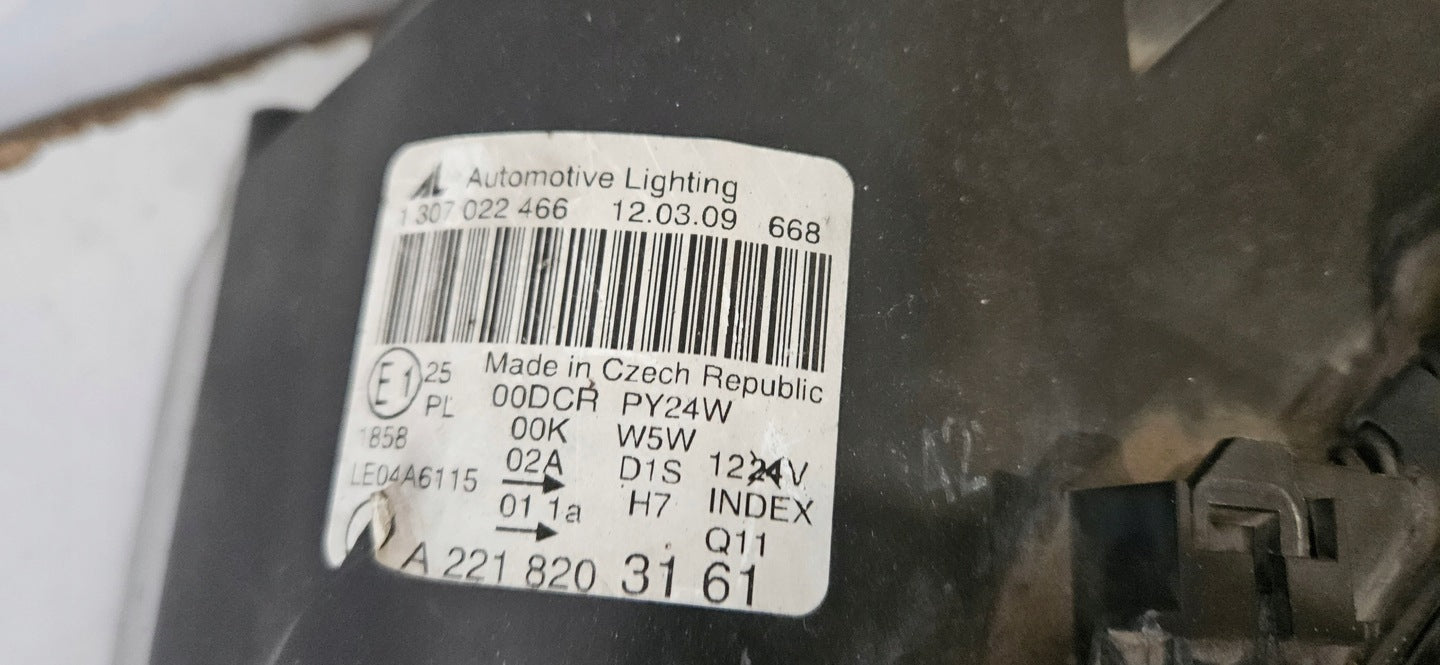 AL Automotive Lighting
1 307 022 466 12.03.09 668
Made in Czech Republic
E1 25 00DCR PY24W
PL 00K W5W
1858 02A D1S 1224V
LE04A6115 01 1a H7 INDEX
Q11
A 221 820 31 61